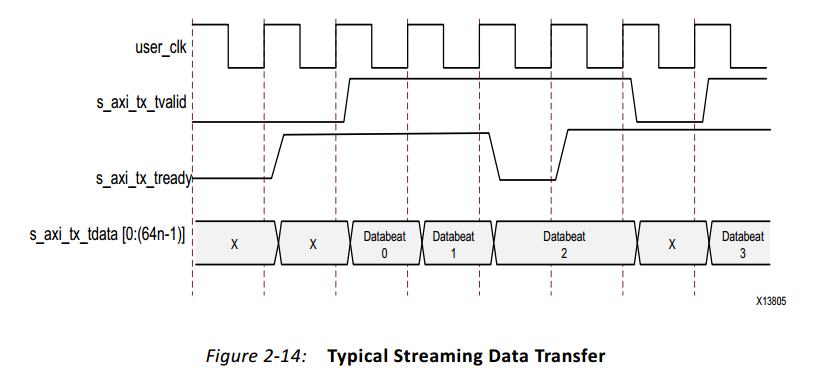 user_clk
s_axi_tx_tvalid
s_axi_tx_tready
s_axi_tx_tdata [0:(64n-1)]
X
X
Databeat
0
Databeat
1
Databeat
2
X
Databeat
3
X13805
Figure 2-14: Typical Streaming Data Transfer